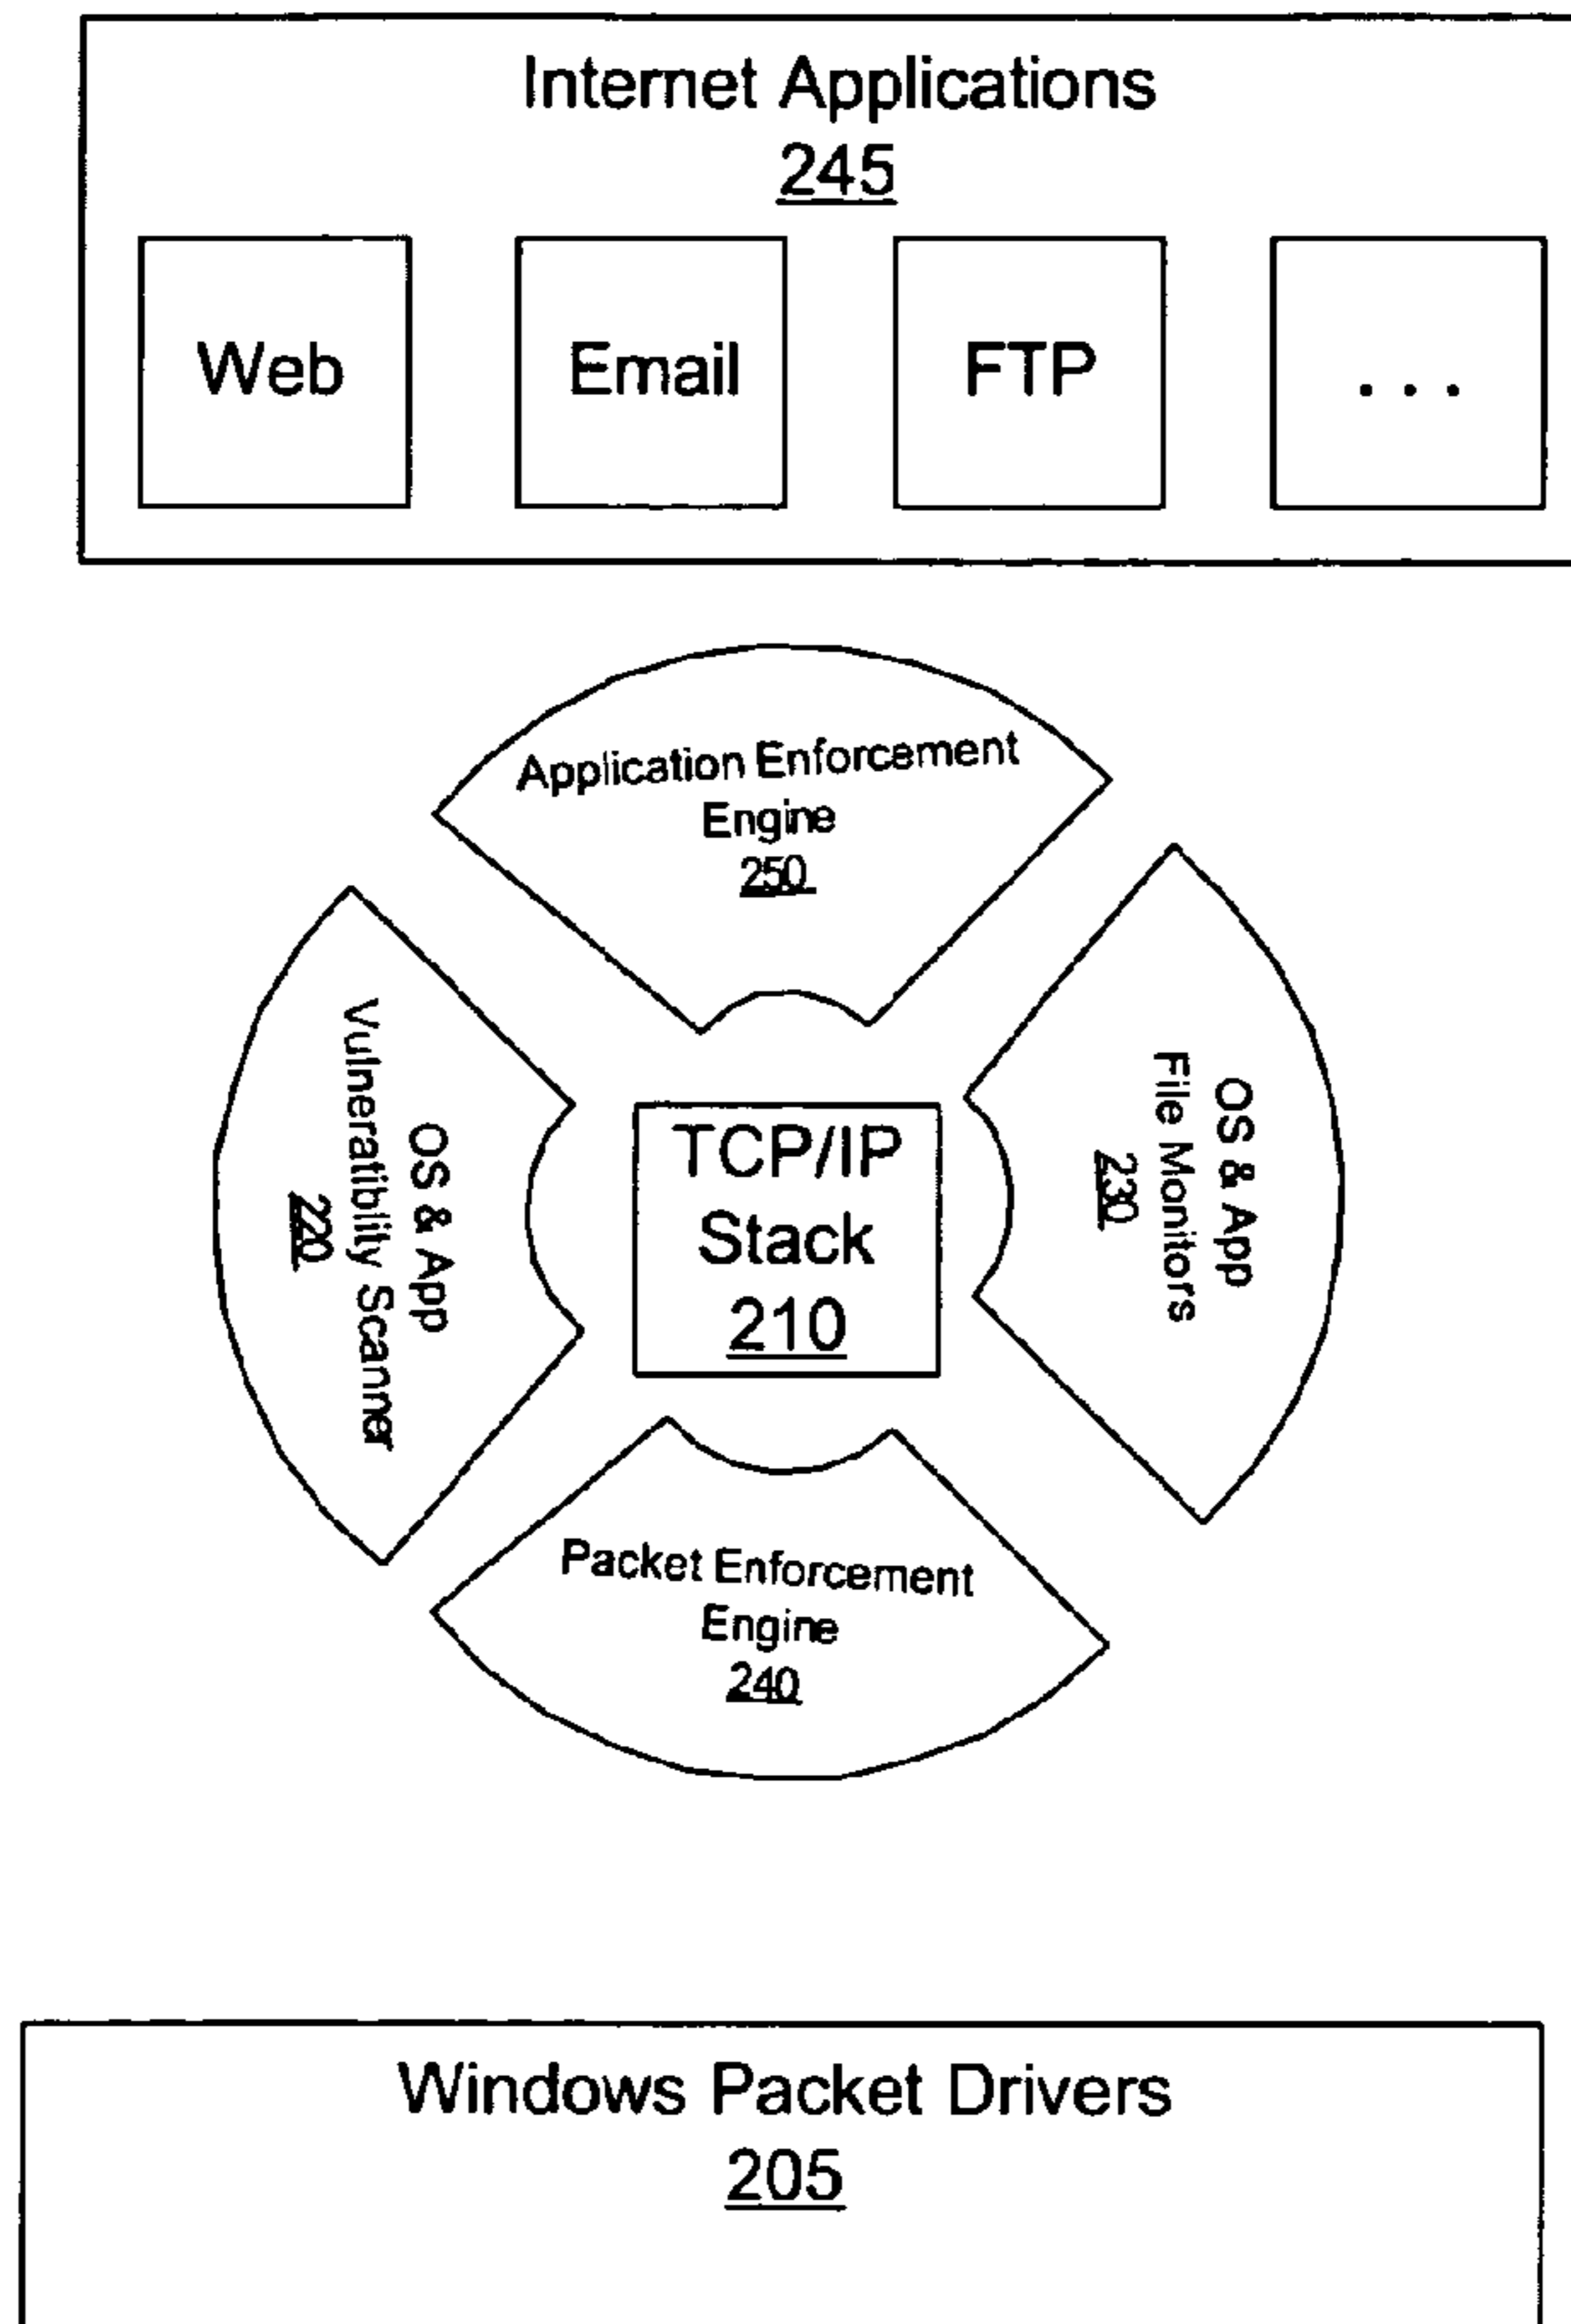 Internet Applications
245
Web
Email
FTP
...
Application Enforcement
Engine
250
OS & App
Vulneratibility Scanner
220
TCP/IP
Stack
210
OS & App
File Monitors
230
Packet Enforcement
Engine
240
Windows Packet Drivers
205